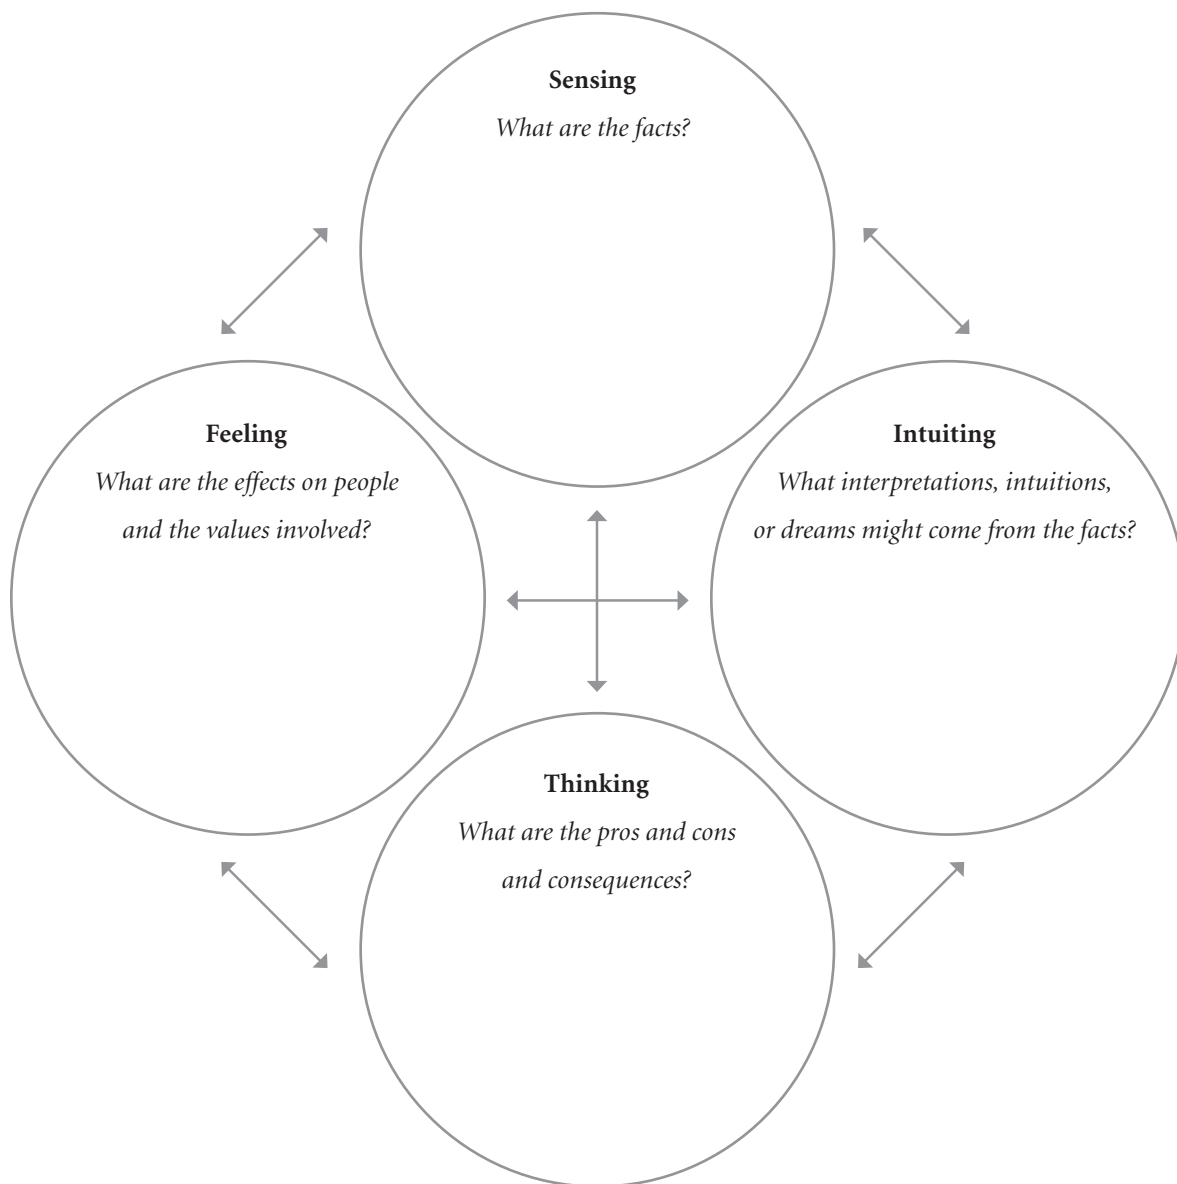 Sensing
What are the facts?
Feeling
What are the effects on people
and the values involved?
Intuiting
What interpretations, intuitions,
or dreams might come from the facts?
Thinking
What are the pros and cons
and consequences?